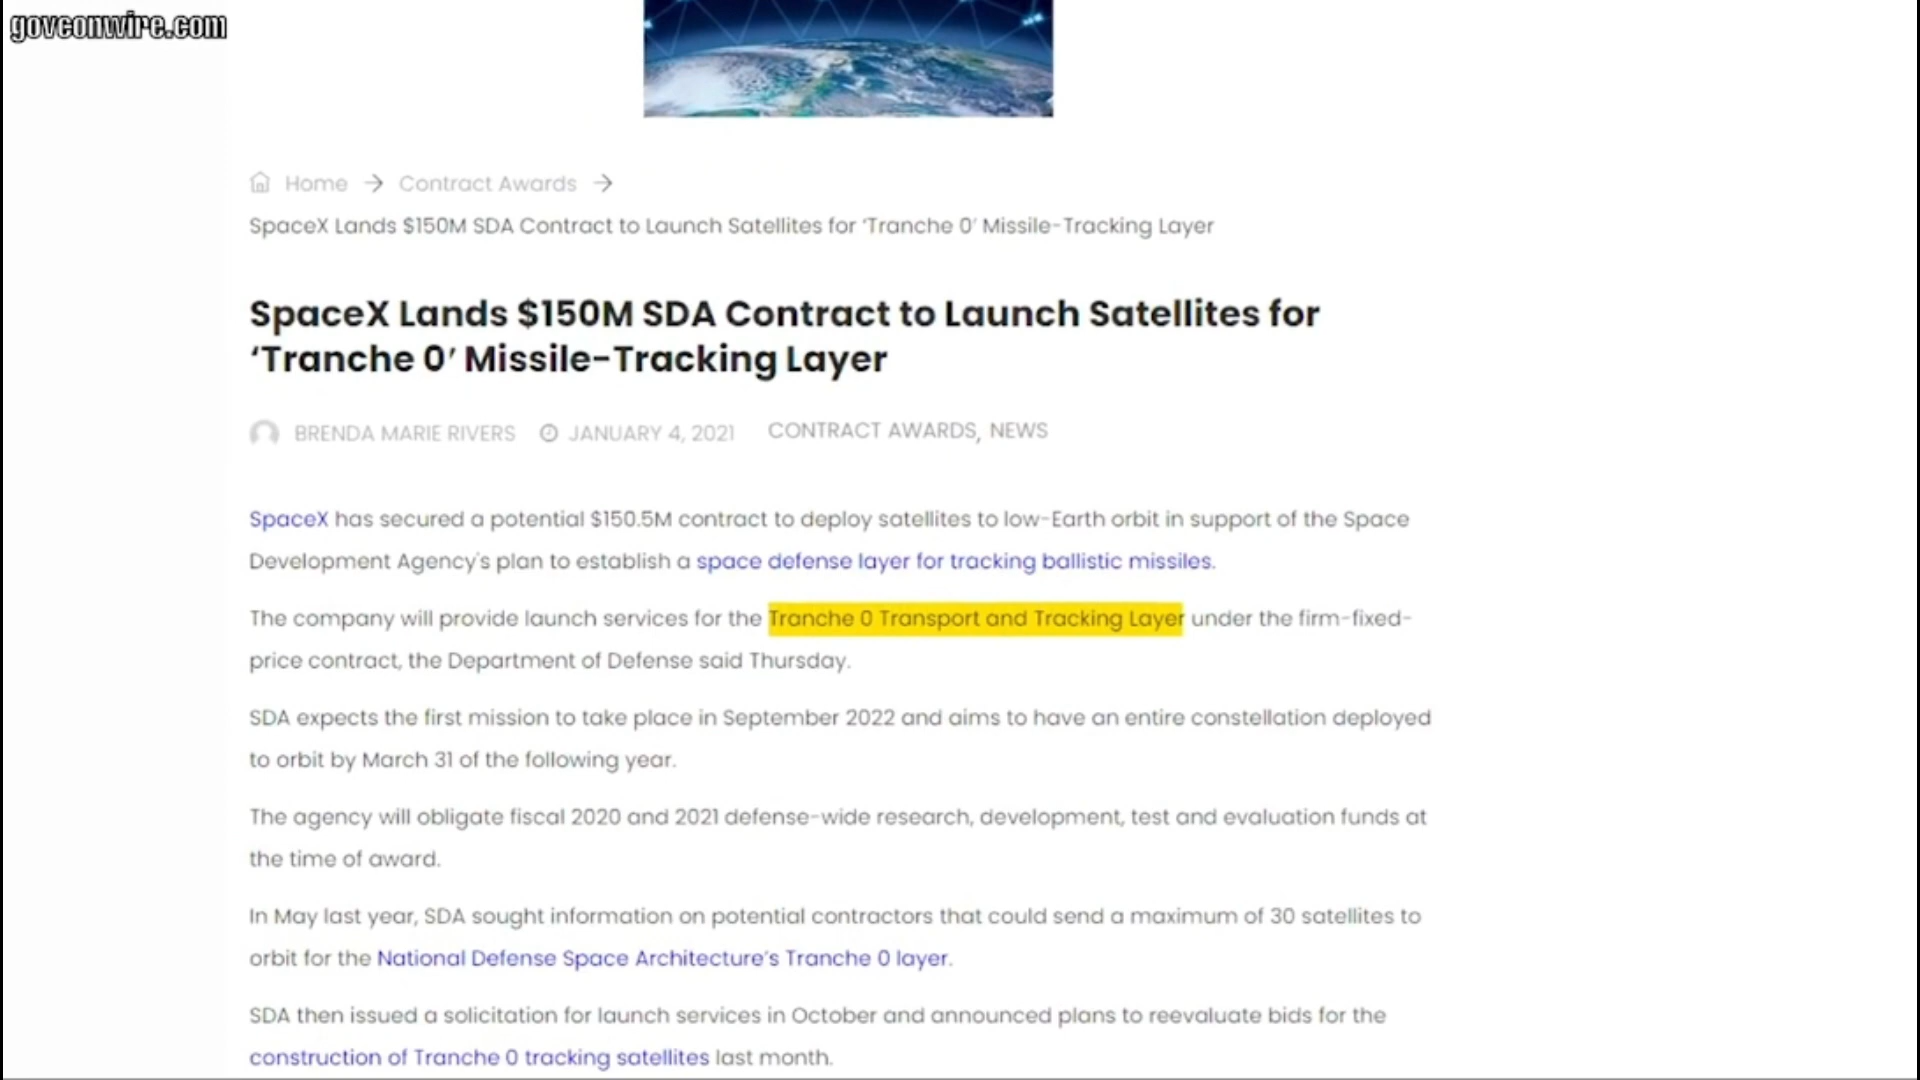 govconwire.com
Home → Contract Awards →
SpaceX Lands $150M SDA Contract to Launch Satellites for ‘Tranche 0’ Missile-Tracking Layer
SpaceX Lands $150M SDA Contract to Launch Satellites for
‘Tranche 0’ Missile-Tracking Layer
BRENDA MARIE RIVERS JANUARY 4, 2021 CONTRACT AWARDS, NEWS
SpaceX has secured a potential $150.5M contract to deploy satellites to low-Earth orbit in support of the Space
Development Agency's plan to establish a space defense layer for tracking ballistic missiles.
The company will provide launch services for the Tranche 0 Transport and Tracking Layer under the firm-fixed-
price contract, the Department of Defense said Thursday.
SDA expects the first mission to take place in September 2022 and aims to have an entire constellation deployed
to orbit by March 31 of the following year.
The agency will obligate fiscal 2020 and 2021 defense-wide research, development, test and evaluation funds at
the time of award.
In May last year, SDA sought information on potential contractors that could send a maximum of 30 satellites to
orbit for the National Defense Space Architecture’s Tranche 0 layer.
SDA then issued a solicitation for launch services in October and announced plans to reevaluate bids for the
construction of Tranche 0 tracking satellites last month.